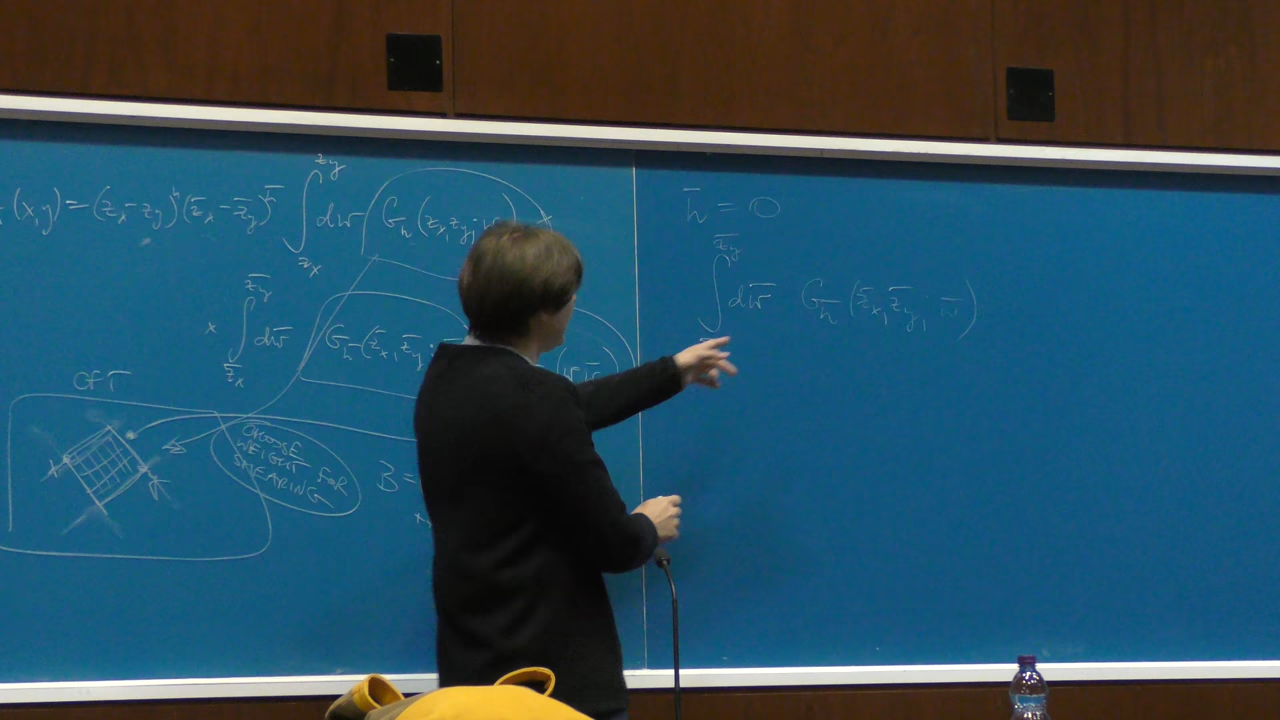 (x,y) = (z_x - z_y)^h (z̄_x - z̄_y)^h̄ ∫_{z_x}^{z_y} dw G_h(z_x, z_y;
× ∫_{z̄_x}^{z̄_y} dw̄ G_h̄(z̄_x, z̄_y;
CFT
CHOOSE
WEIGHT FOR
SMEARING
B =
h̄ = 0
∫^{z̄_y} dw̄ G_h̄(z̄_x, z̄_y; w̄)